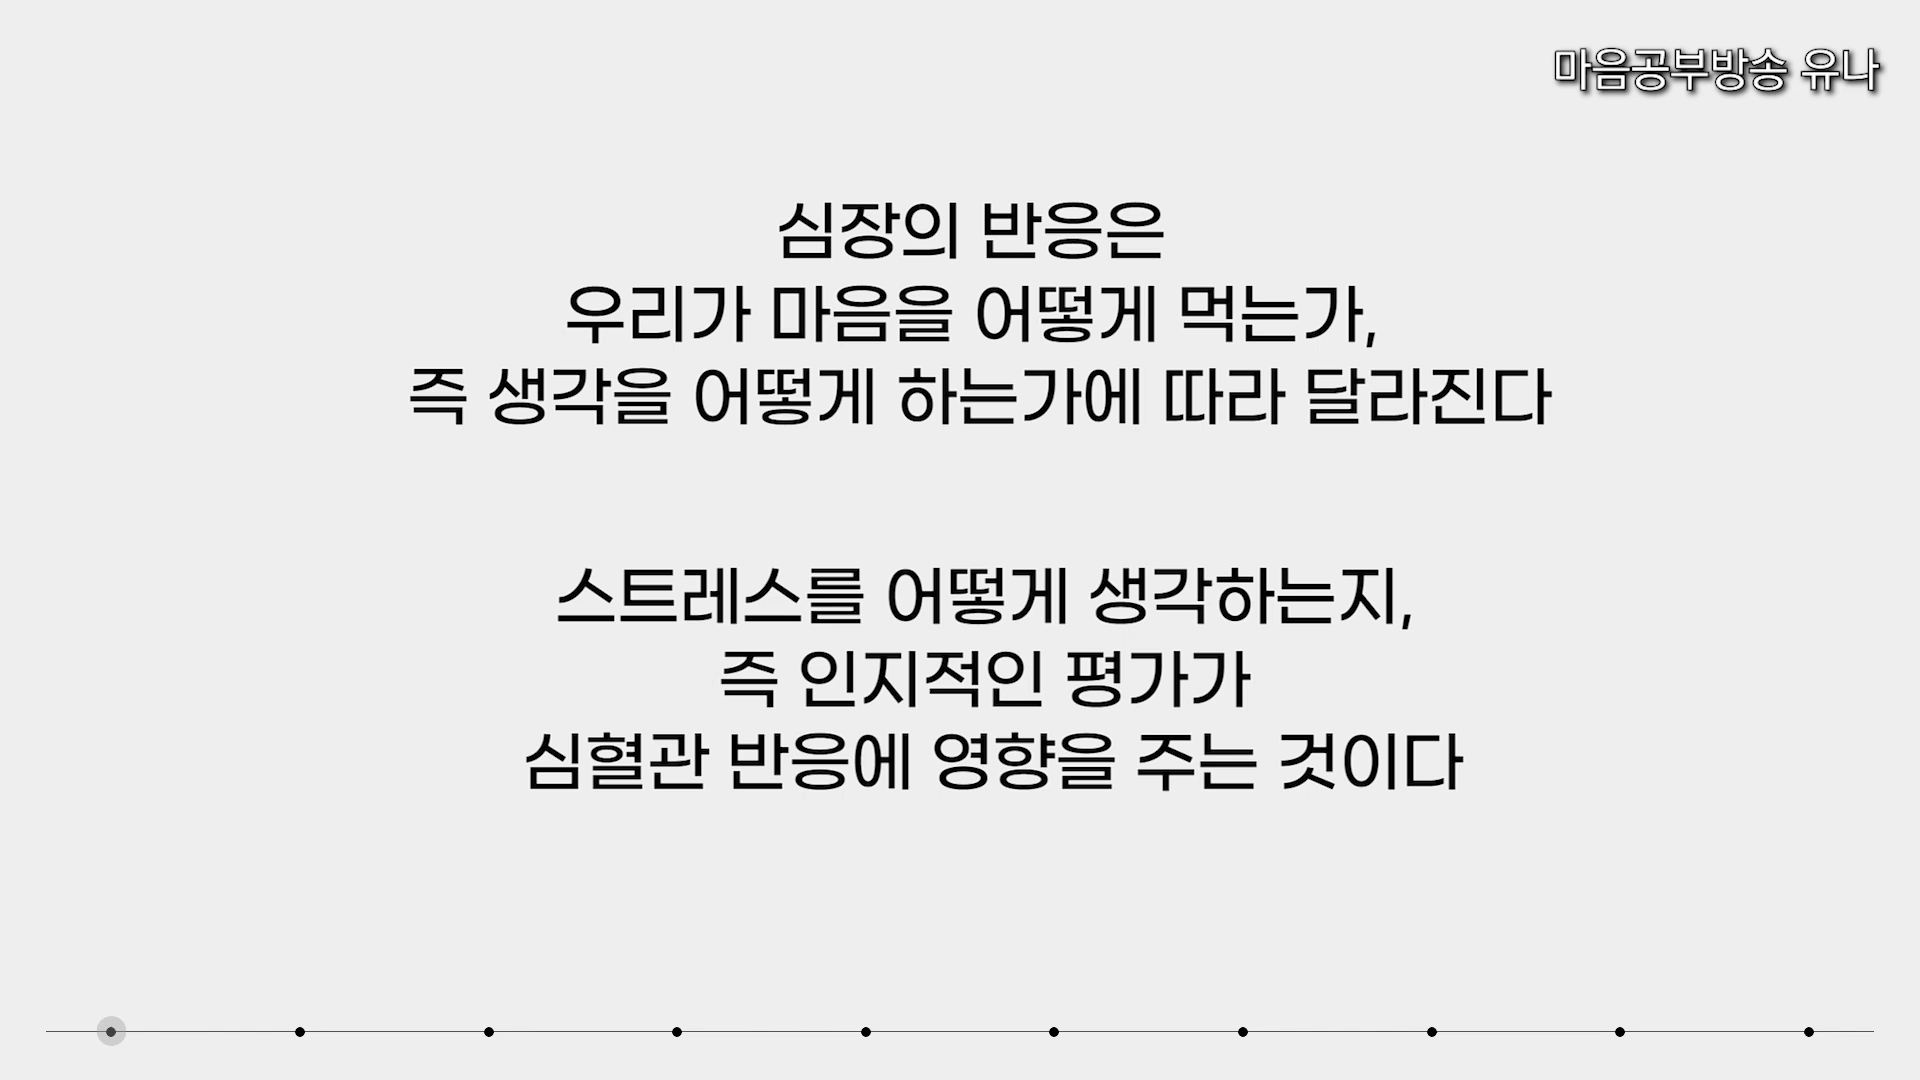 마음공부방송 유나
심장의 반응은
우리가 마음을 어떻게 먹는가,
즉 생각을 어떻게 하는가에 따라 달라진다
스트레스를 어떻게 생각하는지,
즉 인지적인 평가가
심혈관 반응에 영향을 주는 것이다